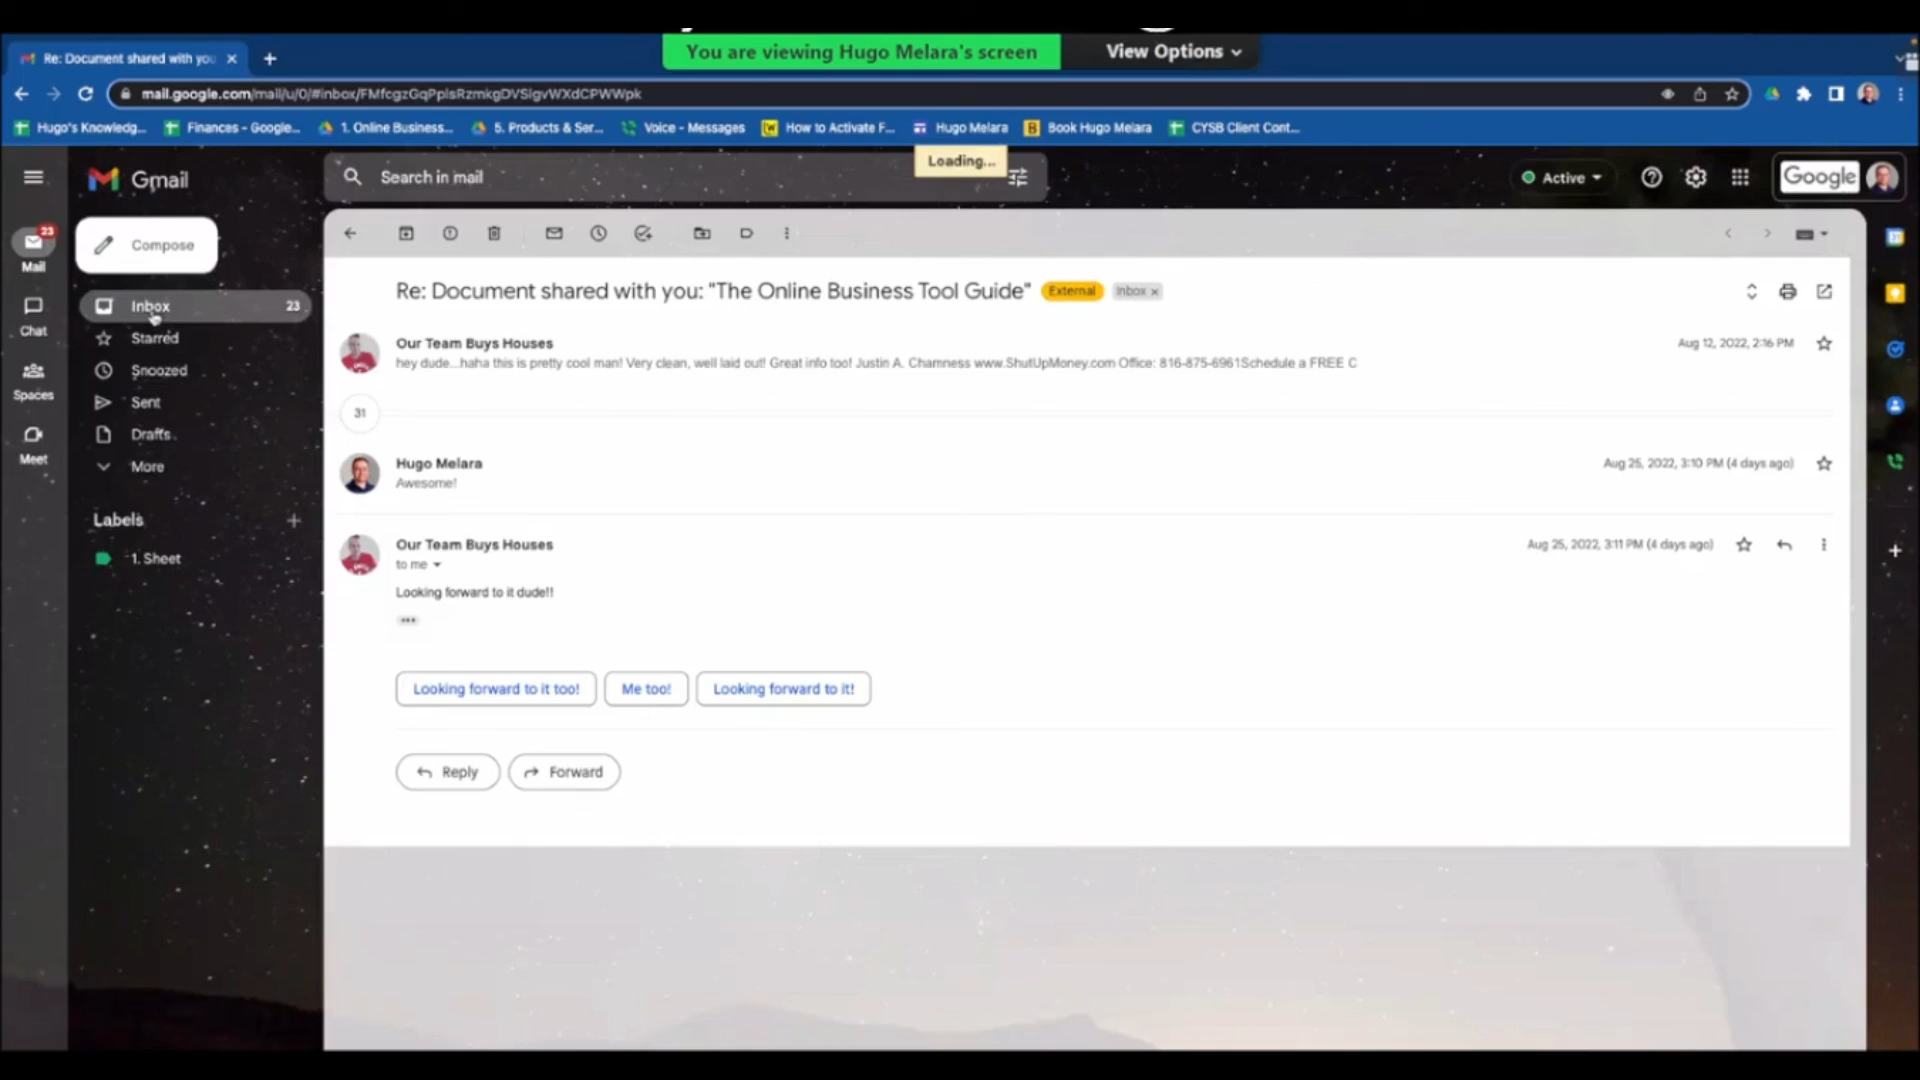 You are viewing Hugo Melara's screen
View Options
Re: Document shared with you
mail.google.com/mail/u/0/#inbox/FMfcgzGqPplsRzmkgDVSlgvWXdCPWWpk
Hugo's Knowledg...
Finances - Google...
1. Online Business...
5. Products & Ser...
Voice - Messages
How to Activate F...
Hugo Melara
Book Hugo Melara
CYSB Client Cont...
Loading...
Gmail
Search in mail
Active
Google
23
Mail
Chat
Spaces
Meet
Compose
Inbox 23
Starred
Snoozed
Sent
Drafts
More
Labels
1. Sheet
Re: Document shared with you: "The Online Business Tool Guide" External Inbox
Our Team Buys Houses Aug 12, 2022, 2:16 PM
hey dude...haha this is pretty cool man! Very clean, well laid out! Great info too! Justin A. Chamness www.ShutUpMoney.com Office: 816-875-6961Schedule a FREE C
31
Hugo Melara Aug 25, 2022, 3:10 PM (4 days ago)
Awesome!
Our Team Buys Houses Aug 25, 2022, 3:11 PM (4 days ago)
to me
Looking forward to it dude!!
Looking forward to it too! Me too! Looking forward to it!
Reply Forward